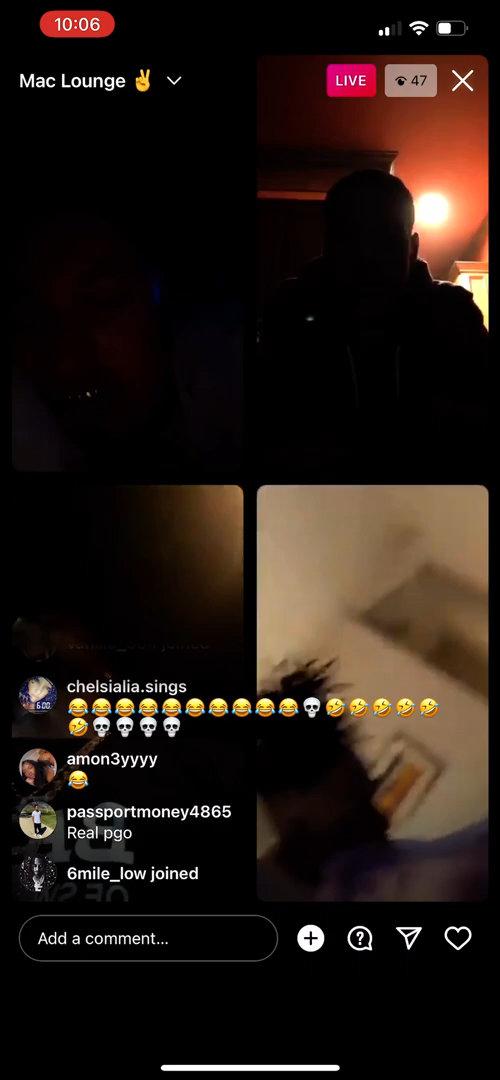 10:06
Mac Lounge ✌️
LIVE
47
chelsialia.sings
😂😂😂😂😂😂😂😂😂😂💀🤣🤣🤣🤣🤣
🤣💀💀💀💀
amon3yyyy
😂
passportmoney4865
Real pgo
6mile_low joined
Add a comment...